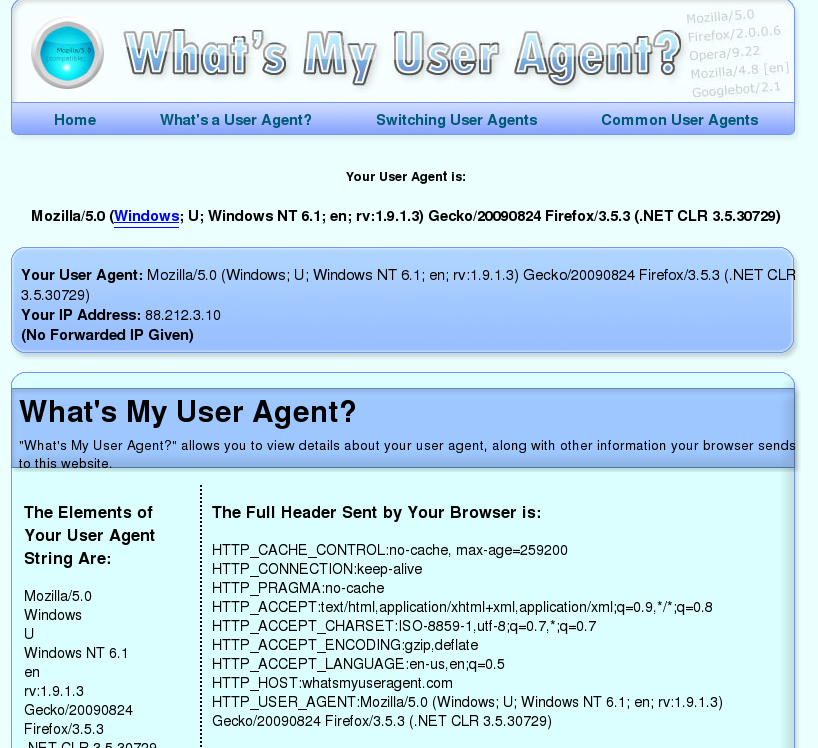 Mozilla/5.0
(compatible;
What's My User Agent?
Mozilla/5.0
Firefox/2.0.0.6
Opera/9.22
Mozilla/4.8 [en]
Googlebot/2.1
Home What's a User Agent? Switching User Agents Common User Agents
Your User Agent is:
Mozilla/5.0 (Windows; U; Windows NT 6.1; en; rv:1.9.1.3) Gecko/20090824 Firefox/3.5.3 (.NET CLR 3.5.30729)
Your User Agent: Mozilla/5.0 (Windows; U; Windows NT 6.1; en; rv:1.9.1.3) Gecko/20090824 Firefox/3.5.3 (.NET CLR
3.5.30729)
Your IP Address: 88.212.3.10
(No Forwarded IP Given)
What's My User Agent?
"What's My User Agent?" allows you to view details about your user agent, along with other information your browser sends
to this website.
The Elements of
Your User Agent
String Are:
Mozilla/5.0
Windows
U
Windows NT 6.1
en
rv:1.9.1.3
Gecko/20090824
Firefox/3.5.3
.NET CLR 3.5.30729
The Full Header Sent by Your Browser is:
HTTP_CACHE_CONTROL:no-cache, max-age=259200
HTTP_CONNECTION:keep-alive
HTTP_PRAGMA:no-cache
HTTP_ACCEPT:text/html,application/xhtml+xml,application/xml;q=0.9,*/*;q=0.8
HTTP_ACCEPT_CHARSET:ISO-8859-1,utf-8;q=0.7,*;q=0.7
HTTP_ACCEPT_ENCODING:gzip,deflate
HTTP_ACCEPT_LANGUAGE:en-us,en;q=0.5
HTTP_HOST:whatsmyuseragent.com
HTTP_USER_AGENT:Mozilla/5.0 (Windows; U; Windows NT 6.1; en; rv:1.9.1.3)
Gecko/20090824 Firefox/3.5.3 (.NET CLR 3.5.30729)